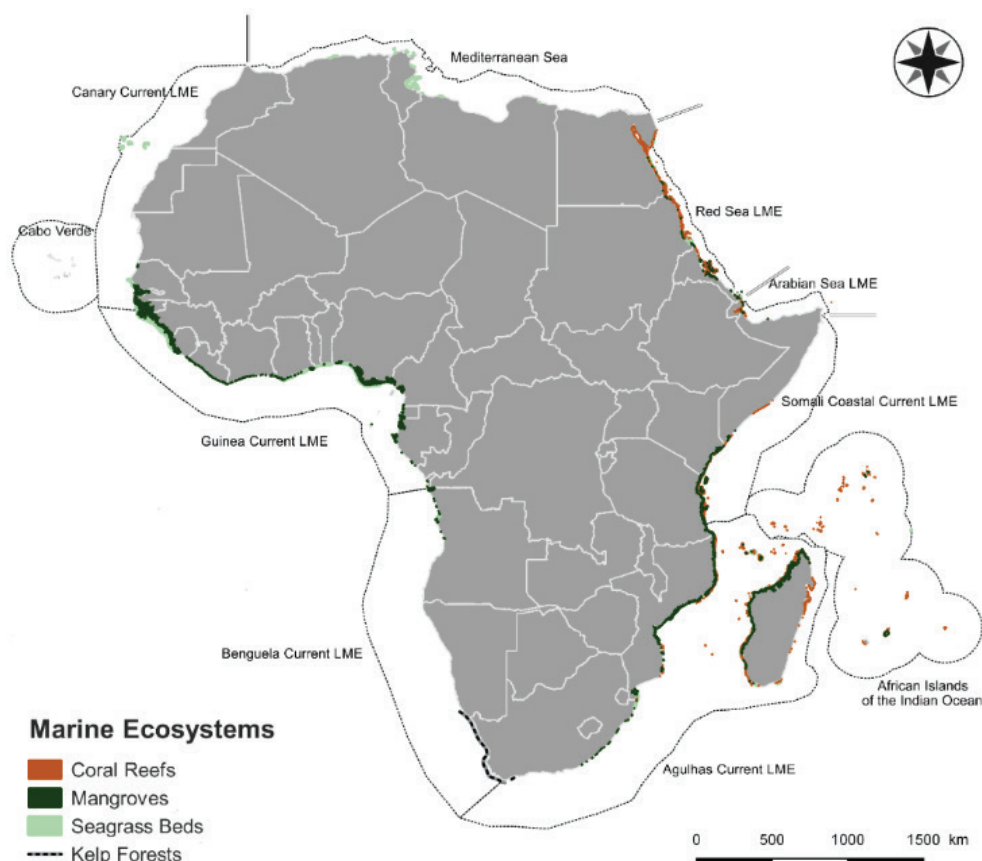 Mediterranean Sea
Canary Current LME
Red Sea LME
Cabo Verde
Arabian Sea LME
Somali Coastal Current LME
Guinea Current LME
Benguela Current LME
African Islands
of the Indian Ocean
Agulhas Current LME
Marine Ecosystems
Coral Reefs
Mangroves
Seagrass Beds
Kelp Forests
0 500 1000 1500 km